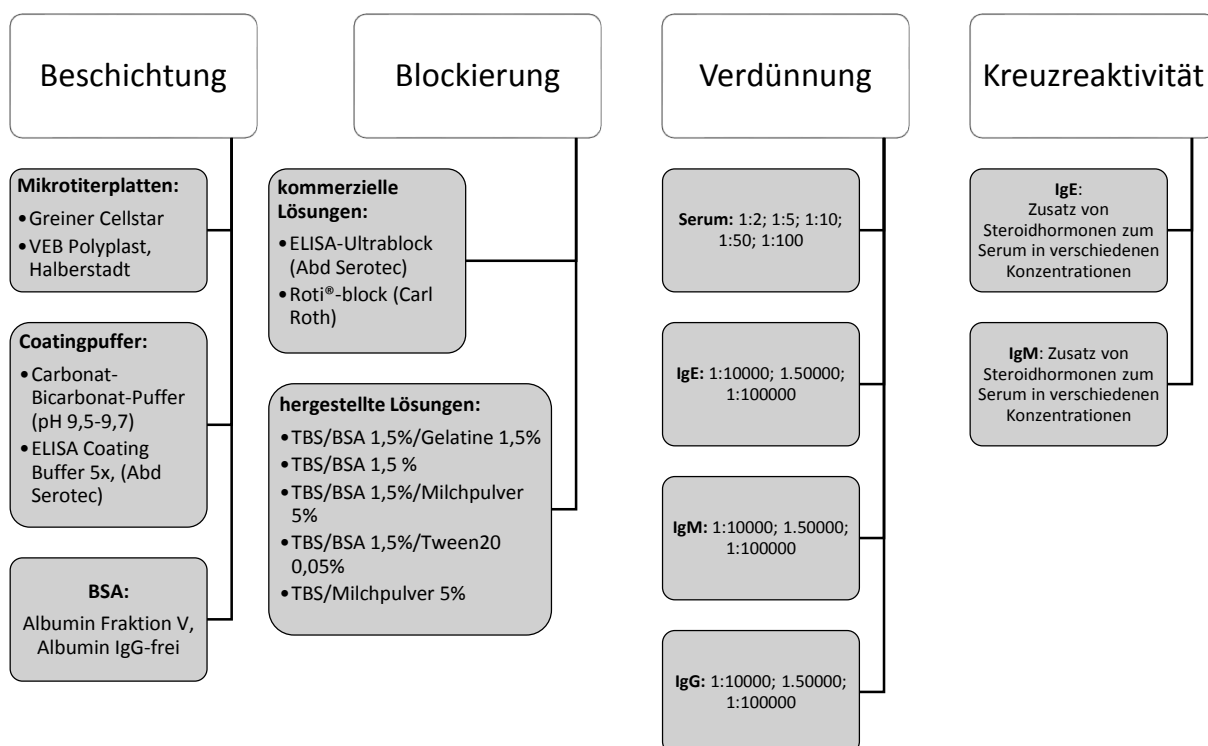 Beschichtung
Mikrotiterplatten:
•Greiner Cellstar
•VEB Polyplast,
Halberstadt
Coatingpuffer:
•Carbonat-
Bicarbonat-Puffer
(pH 9,5-9,7)
•ELISA Coating
Buffer 5x, (Abd
Serotec)
BSA:
Albumin Fraktion V,
Albumin IgG-frei
Blockierung
kommerzielle
Lösungen:
•ELISA-Ultrablock
(Abd Serotec)
•Roti®-block (Carl
Roth)
hergestellte Lösungen:
•TBS/BSA 1,5%/Gelatine 1,5%
•TBS/BSA 1,5 %
•TBS/BSA 1,5%/Milchpulver
5%
•TBS/BSA 1,5%/Tween20
0,05%
•TBS/Milchpulver 5%
Verdünnung
Serum: 1:2; 1:5; 1:10;
1:50; 1:100
IgE: 1:10000; 1.50000;
1:100000
IgM: 1:10000; 1.50000;
1:100000
IgG: 1:10000; 1.50000;
1:100000
Kreuzreaktivität
IgE:
Zusatz von
Steroidhormonen zum
Serum in verschiedenen
Konzentrationen
IgM: Zusatz von
Steroidhormonen zum
Serum in verschiedenen
Konzentrationen